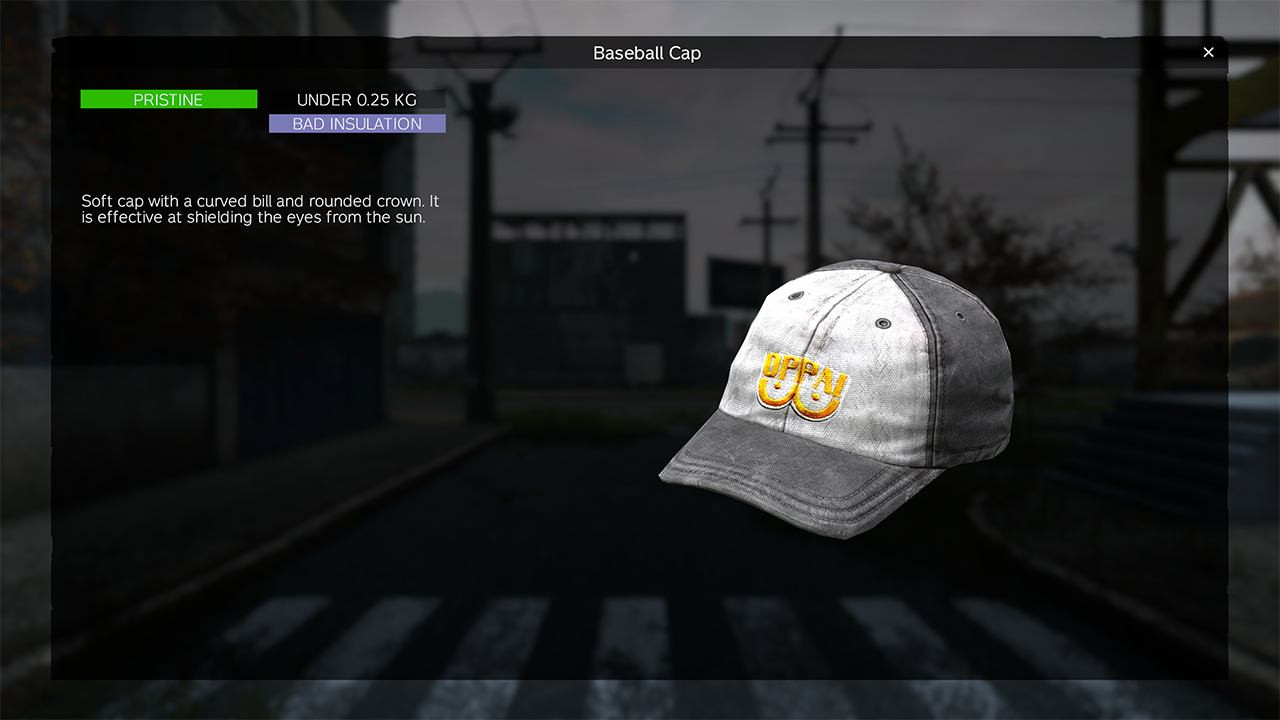 Baseball Cap
PRISTINE
UNDER 0.25 KG
BAD INSULATION
Soft cap with a curved bill and rounded crown. It
is effective at shielding the eyes from the sun.
OPPAI